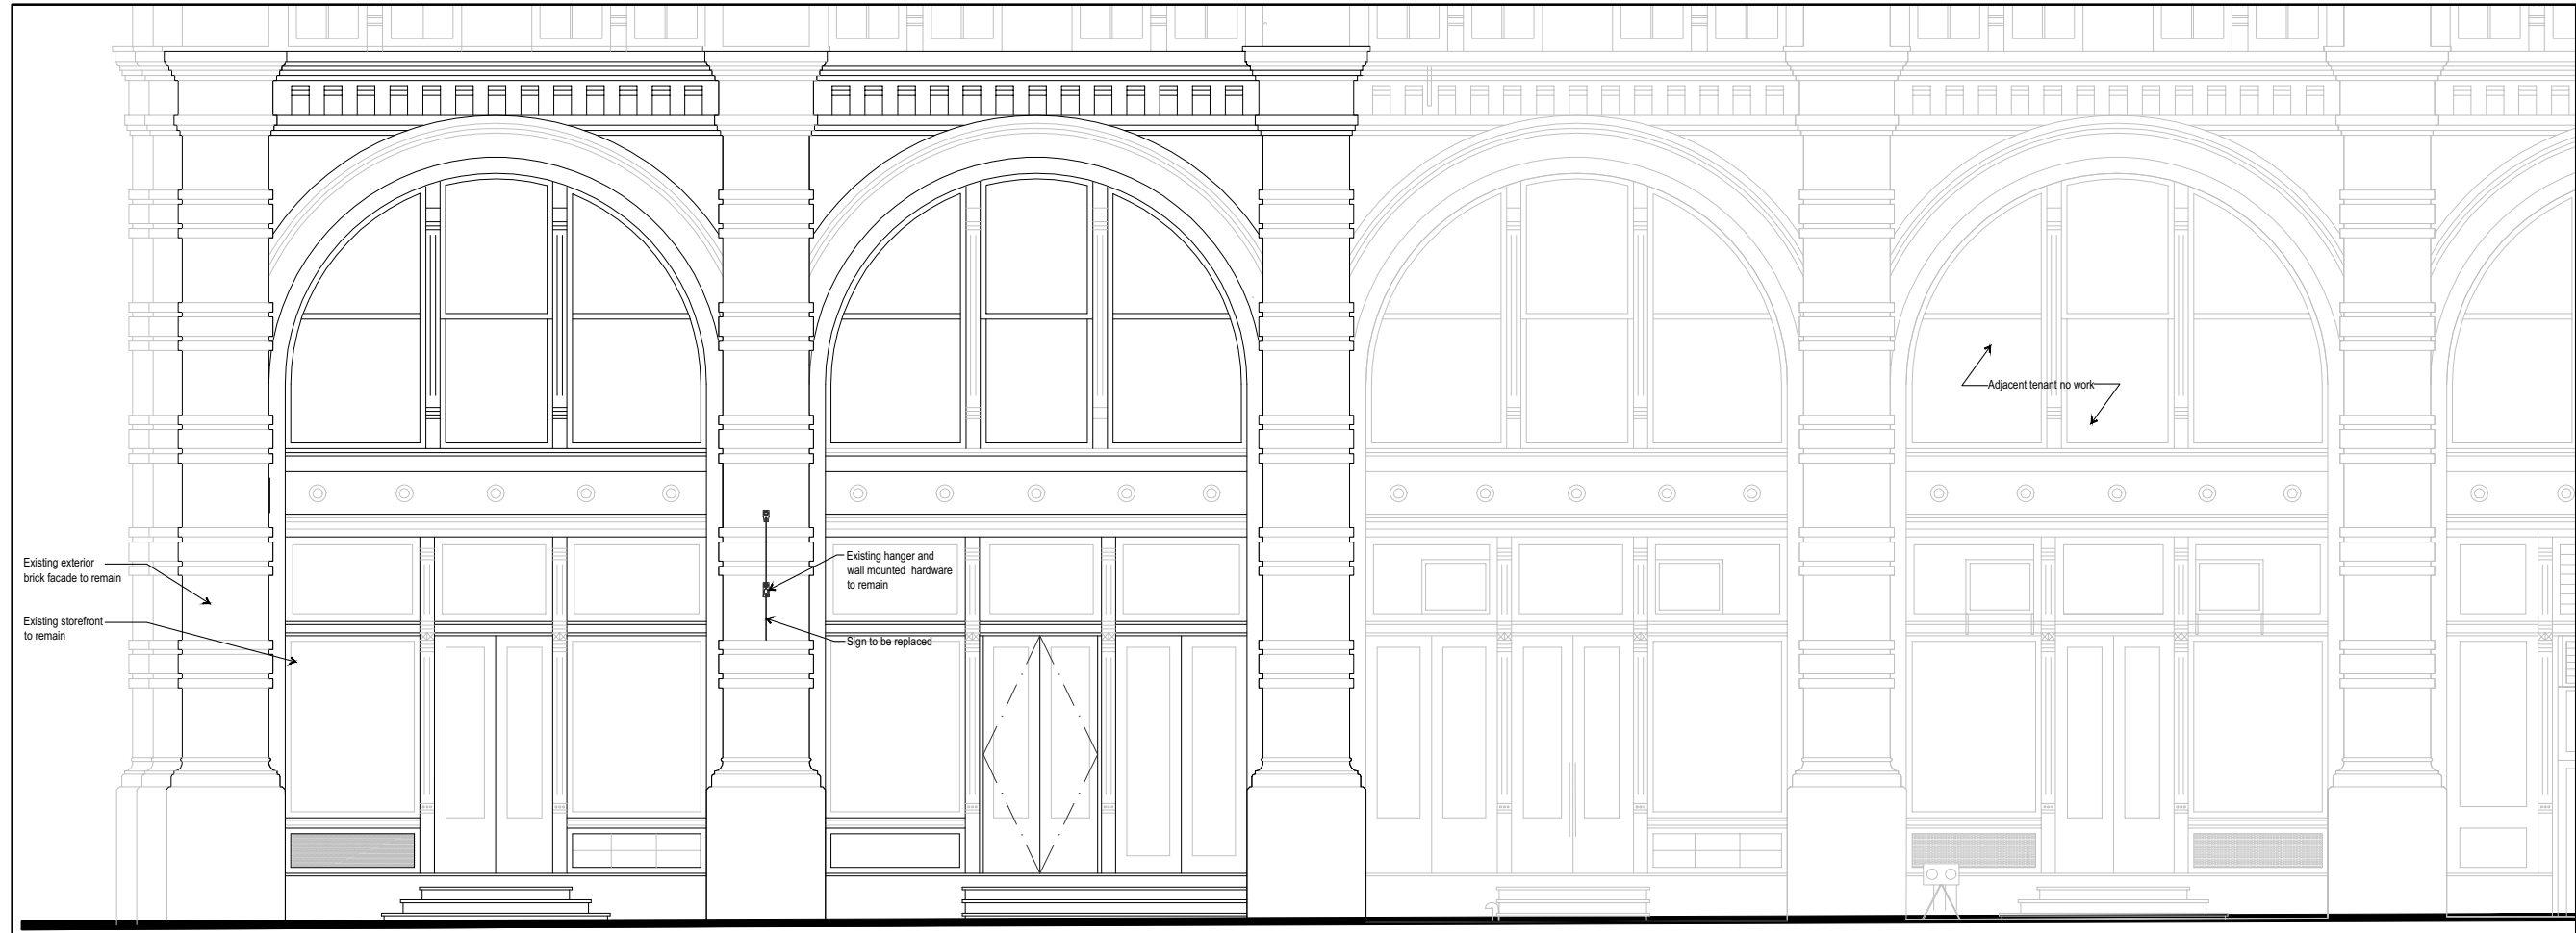 Adjacent tenant no work
Existing exterior
brick facade to remain
Existing hanger and
wall mounted hardware
to remain
Existing storefront
to remain
Sign to be replaced